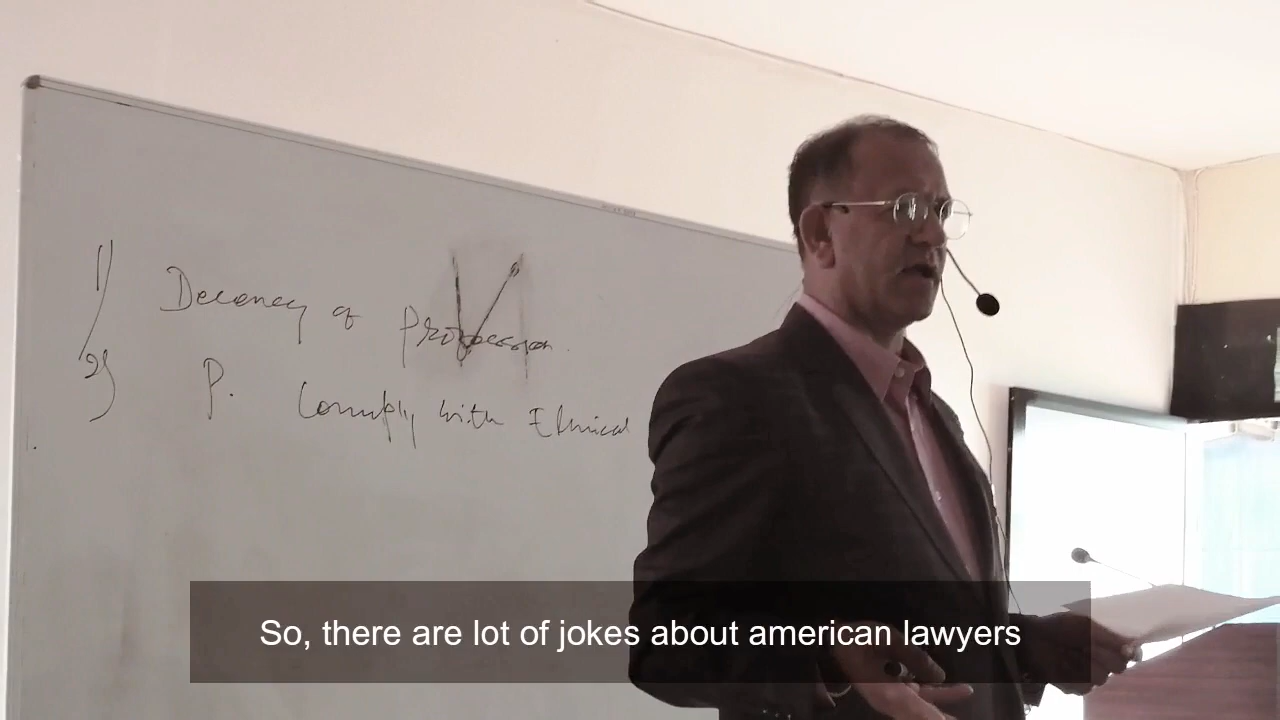 1) Decency of Profession.
2) P. Comply with Ethical
So, there are lot of jokes about american lawyers